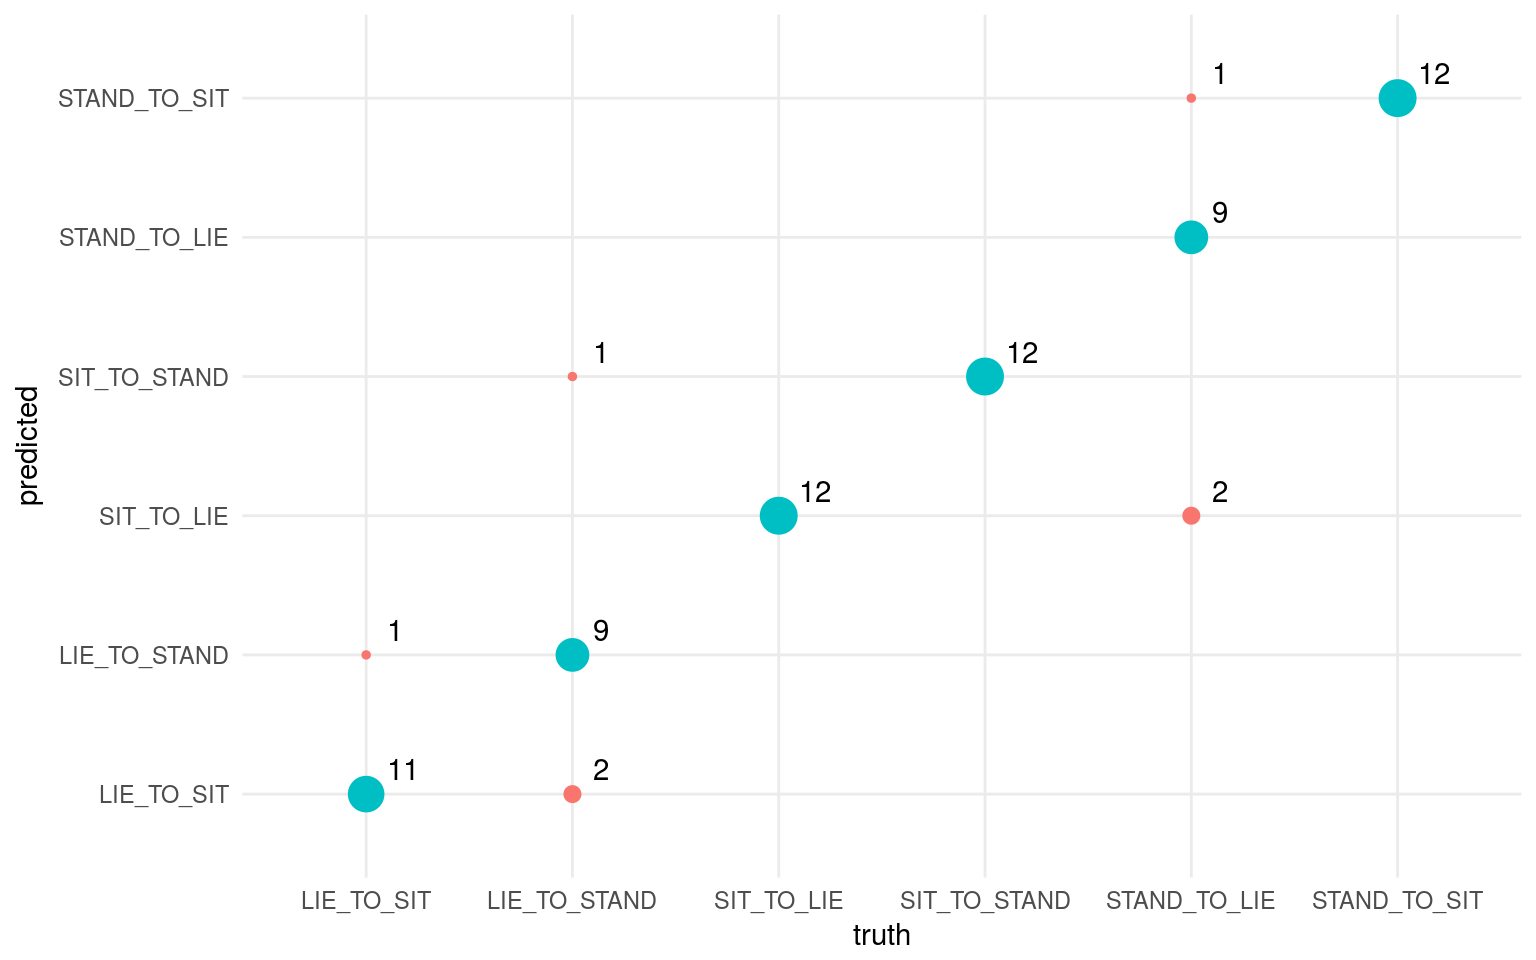 STAND_TO_SIT
1
12
STAND_TO_LIE
9
SIT_TO_STAND
1
12
SIT_TO_LIE
12
2
LIE_TO_STAND
1
9
LIE_TO_SIT
11
2
predicted
LIE_TO_SIT
LIE_TO_STAND
SIT_TO_LIE
SIT_TO_STAND
STAND_TO_LIE
STAND_TO_SIT
truth